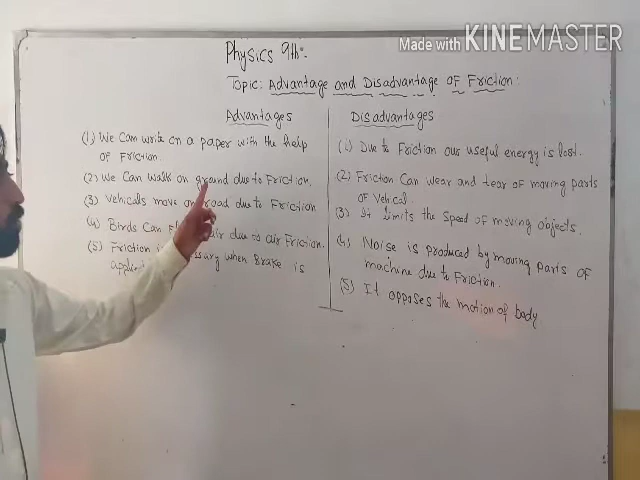 Made with KINEMASTER
Physics 9th:
Topic: Advantage and Disadvantage of Friction:
Advantages
(1) We Can write on a paper with the help
of Friction.
(2) We Can Walk on ground due to Friction.
(3) Vehicals move on road due to Friction
(4) Birds Can air due to air Friction.
(5) Friction is when Brake is
Disadvantages
(1) Due to Friction our useful energy is lost.
(2) Friction Can wear and tear of moving parts
of Vehical.
(3) It limits the Speed of moving objects.
(4) Noise is produced by moving parts of
machine due to Friction.
(5) It opposes the motion of body